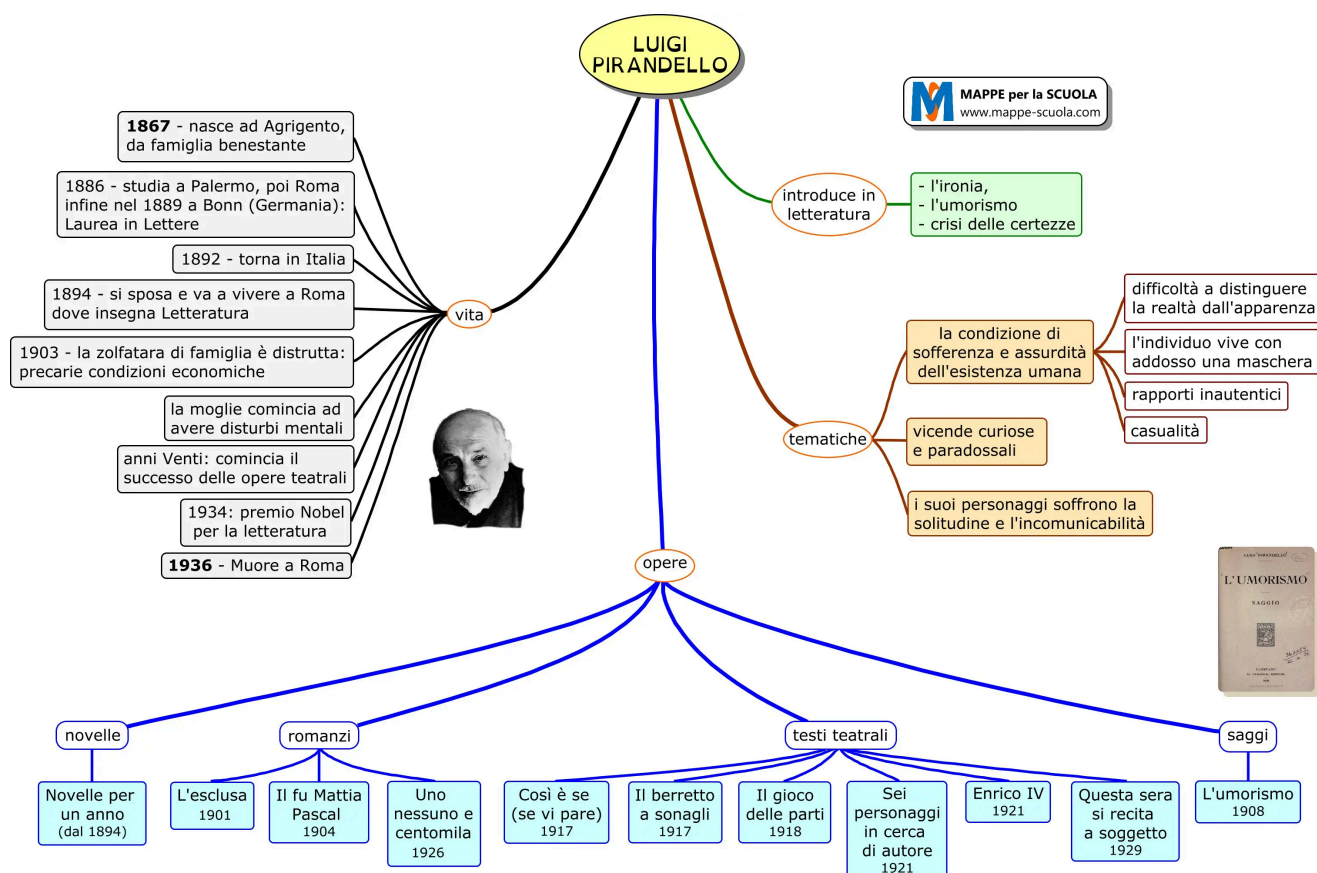 LUIGI
PIRANDELLO
MAPPE per la SCUOLA
www.mappe-scuola.com
1867 - nasce ad Agrigento,
da famiglia benestante
1886 - studia a Palermo, poi Roma
infine nel 1889 a Bonn (Germania):
Laurea in Lettere
1892 - torna in Italia
1894 - si sposa e va a vivere a Roma
dove insegna Letteratura
1903 - la zolfatara di famiglia è distrutta:
precarie condizioni economiche
la moglie comincia ad
avere disturbi mentali
anni Venti: comincia il
successo delle opere teatrali
1934: premio Nobel
per la letteratura
1936 - Muore a Roma
vita
introduce in
letteratura
- l'ironia,
- l'umorismo
- crisi delle certezze
tematiche
la condizione di
sofferenza e assurdità
dell'esistenza umana
difficoltà a distinguere
la realtà dall'apparenza
l'individuo vive con
addosso una maschera
rapporti inautentici
casualità
vicende curiose
e paradossali
i suoi personaggi soffrono la
solitudine e l'incomunicabilità
opere
LUIGI PIRANDELLO
L'UMORISMO
SAGGIO
novelle
Novelle per
un anno
(dal 1894)
romanzi
L'esclusa
1901
Il fu Mattia
Pascal
1904
Uno
nessuno e
centomila
1926
testi teatrali
Così è se
(se vi pare)
1917
Il berretto
a sonagli
1917
Il gioco
delle parti
1918
Sei
personaggi
in cerca
di autore
1921
Enrico IV
1921
Questa sera
si recita
a soggetto
1929
saggi
L'umorismo
1908